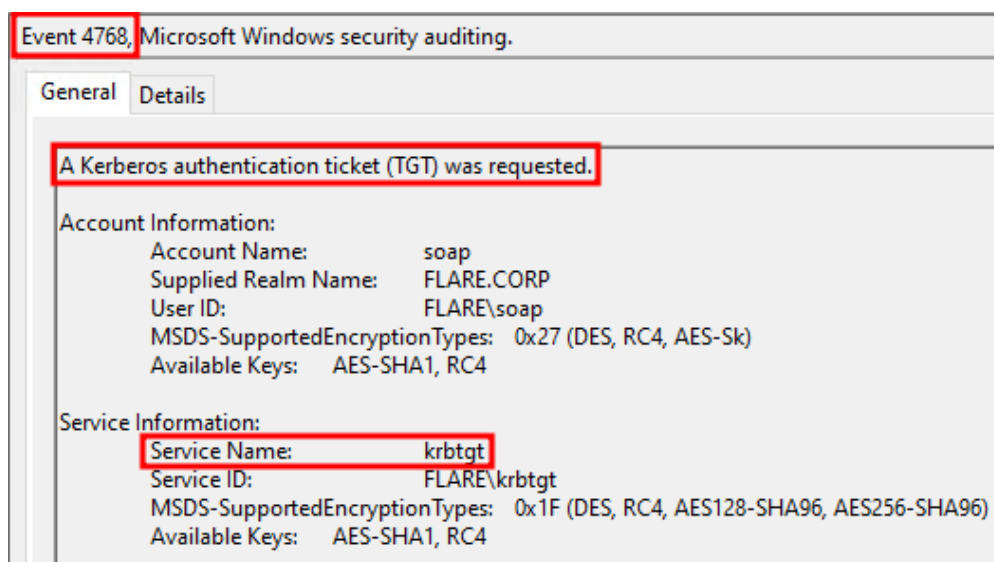 Event 4768, Microsoft Windows security auditing.
General Details
A Kerberos authentication ticket (TGT) was requested.
Account Information:
Account Name: soap
Supplied Realm Name: FLARE.CORP
User ID: FLARE\soap
MSDS-SupportedEncryptionTypes: 0x27 (DES, RC4, AES-Sk)
Available Keys: AES-SHA1, RC4
Service Information:
Service Name: krbtgt
Service ID: FLARE\krbtgt
MSDS-SupportedEncryptionTypes: 0x1F (DES, RC4, AES128-SHA96, AES256-SHA96)
Available Keys: AES-SHA1, RC4